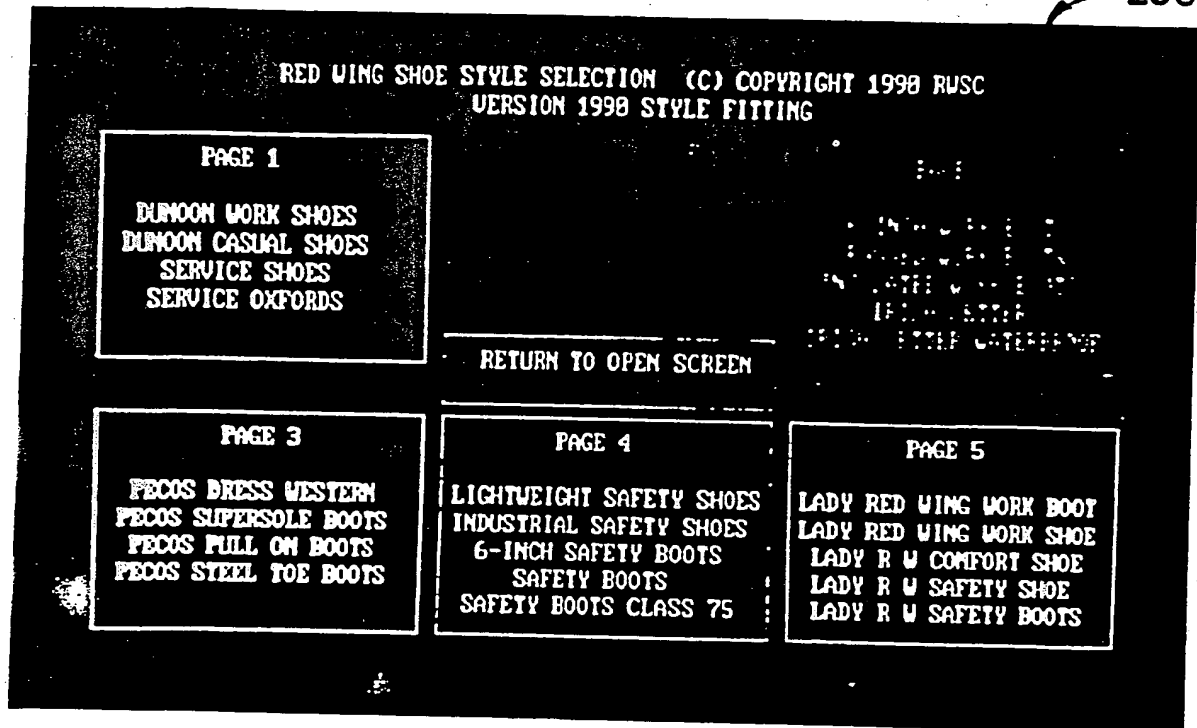 RED WING SHOE STYLE SELECTION (C) COPYRIGHT 1990 RWSC
VERSION 1990 STYLE FITTING
PAGE 1
DUNOON WORK SHOES
DUNOON CASUAL SHOES
SERVICE SHOES
SERVICE OXFORDS
RETURN TO OPEN SCREEN
PAGE 3
PECOS DRESS WESTERN
PECOS SUPERSOLE BOOTS
PECOS PULL ON BOOTS
PECOS STEEL TOE BOOTS
PAGE 4
LIGHTWEIGHT SAFETY SHOES
INDUSTRIAL SAFETY SHOES
6-INCH SAFETY BOOTS
SAFETY BOOTS
SAFETY BOOTS CLASS 75
PAGE 5
LADY RED WING WORK BOOT
LADY RED WING WORK SHOE
LADY R W COMFORT SHOE
LADY R W SAFETY SHOE
LADY R W SAFETY BOOTS